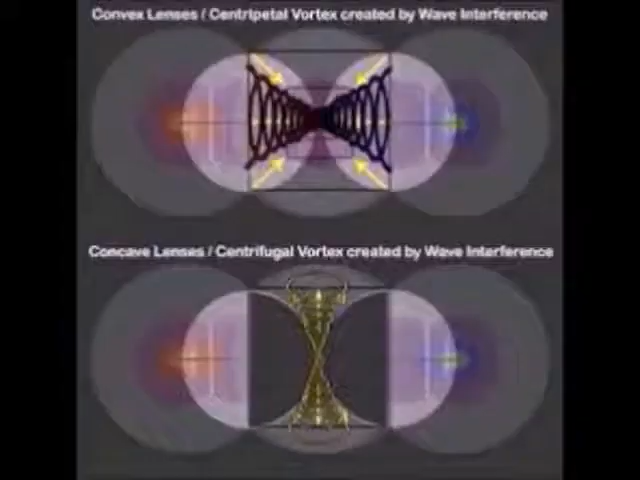 Convex Lenses / Centripetal Vortex created by Wave Interference
Concave Lenses / Centrifugal Vortex created by Wave Interference